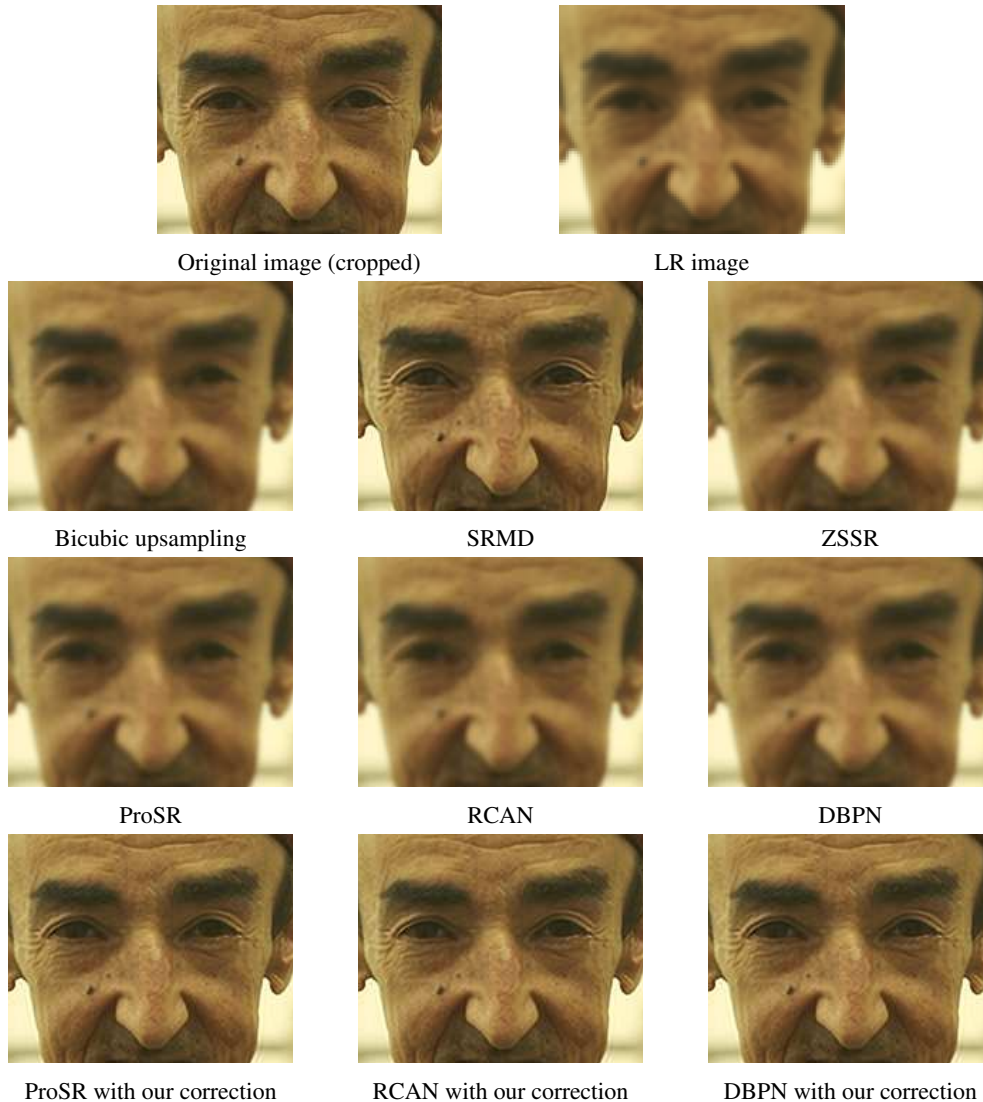 Original image (cropped)
LR image
Bicubic upsampling
SRMD
ZSSR
ProSR
RCAN
DBPN
ProSR with our correction
RCAN with our correction
DBPN with our correction